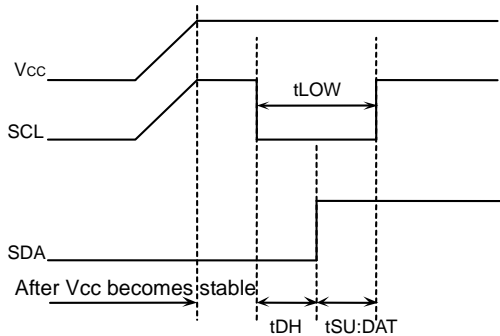 VCC
tLOW
SCL
SDA
After Vcc becomes stable
tDH
tSU:DAT